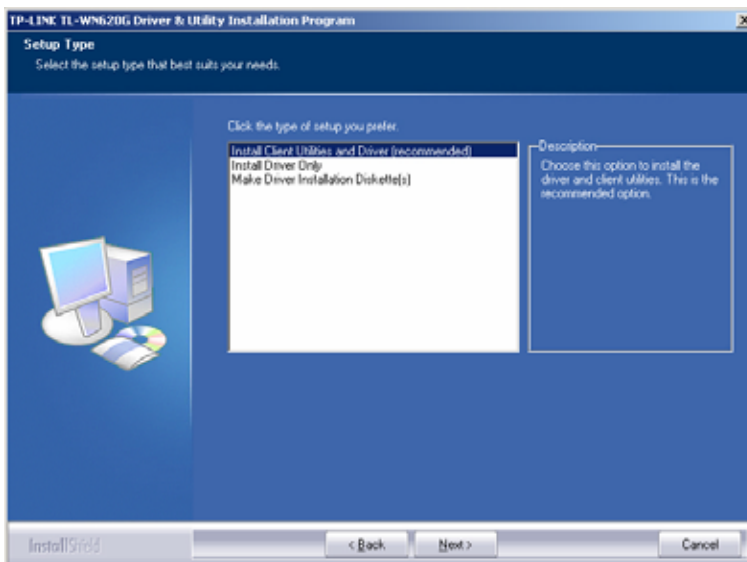 TP-LINK TL-WN620G Driver & Utility Installation Program
Setup Type
Select the setup type that best suits your needs.
Click the type of setup you prefer.
Install Client Utilities and Driver (recommended)
Install Driver Only
Make Driver Installation Diskette(s)
Description
Choose this option to install the
driver and client utilities. This is the
recommended option.
InstallShield
< Back
Next >
Cancel